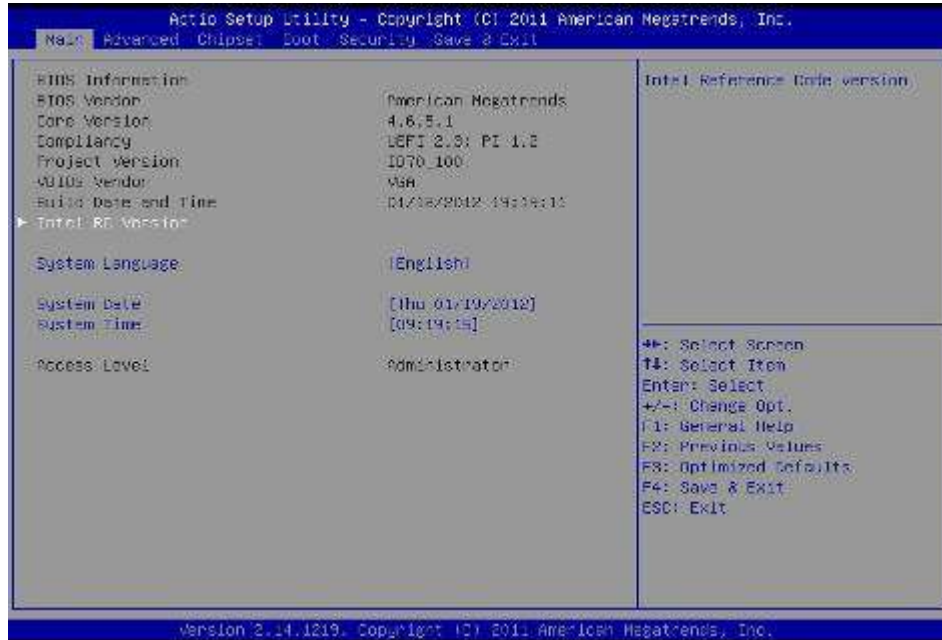 Aptio Setup Utility - Copyright (C) 2011 American Megatrends, Inc.
Main Advanced Chipset Boot Security Save & Exit
BIOS Information
BIOS Vendor American Megatrends
Core Version 4.6.5.1
Compliancy UEFI 2.3; PI 1.2
Project Version
VBIOS Vendor VGA
Build Date and Time 01/18/2012
Intel RC Version
System Language [English]
System Date [Thu 01/19/2012]
System Time
Access Level Administrator
Intel Reference Code version
→←: Select Screen
↑↓: Select Item
Enter: Select
+/-: Change Opt.
F1: General Help
F2: Previous Values
F3: Optimized Defaults
F4: Save & Exit
ESC: Exit
Version 2.14.1219. Copyright (C) 2011 American Megatrends, Inc.